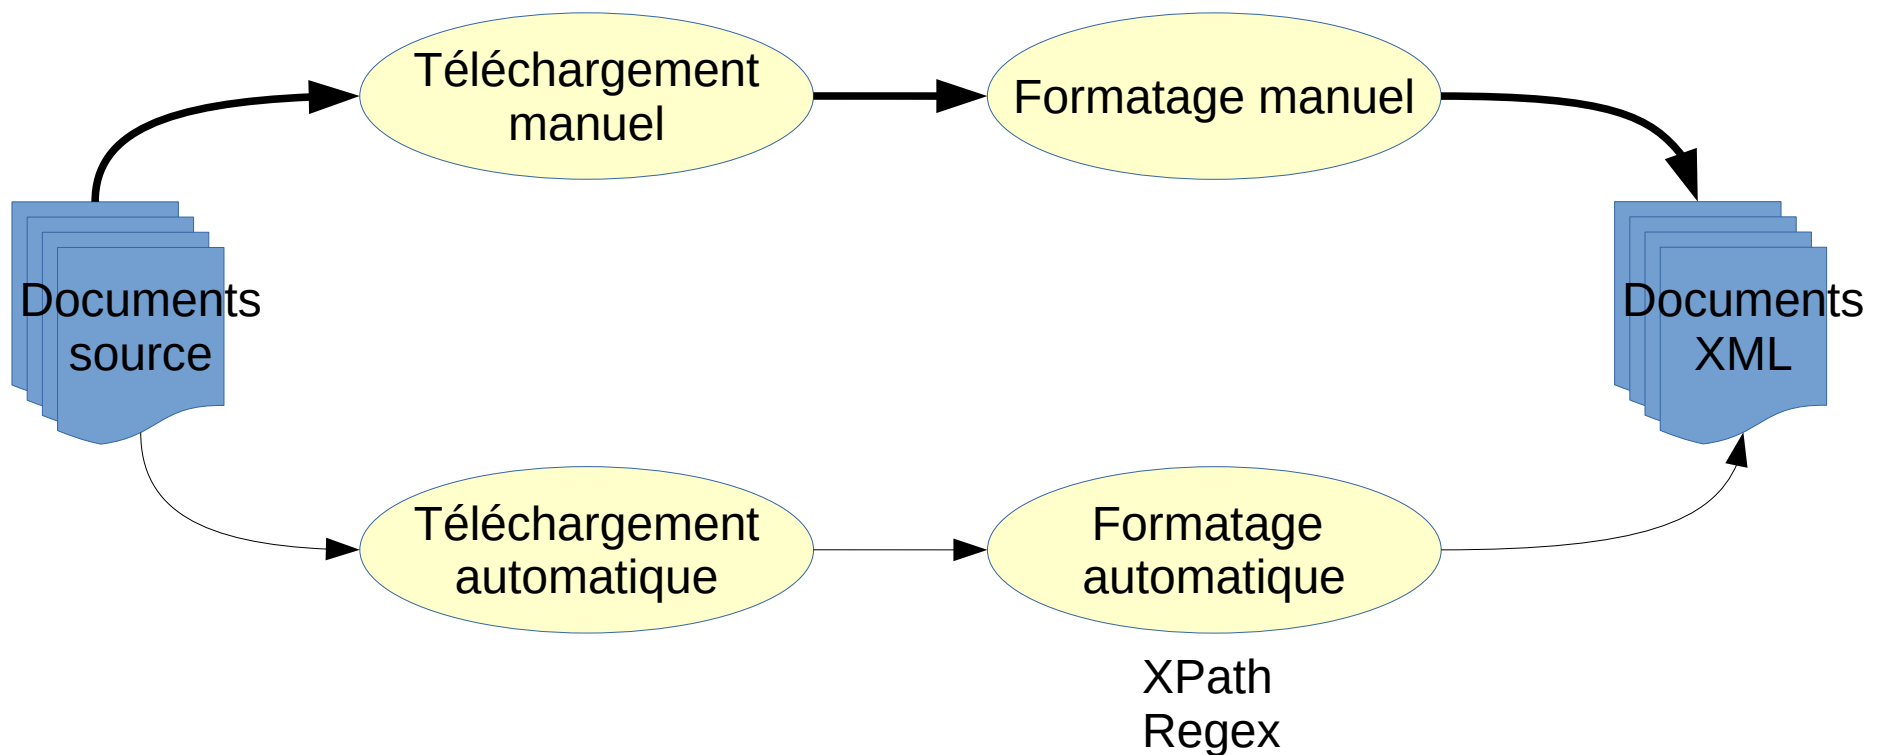 Téléchargement
manuel
Formatage manuel
Documents
source
Documents
XML
Téléchargement
automatique
Formatage
automatique
XPath
Regex